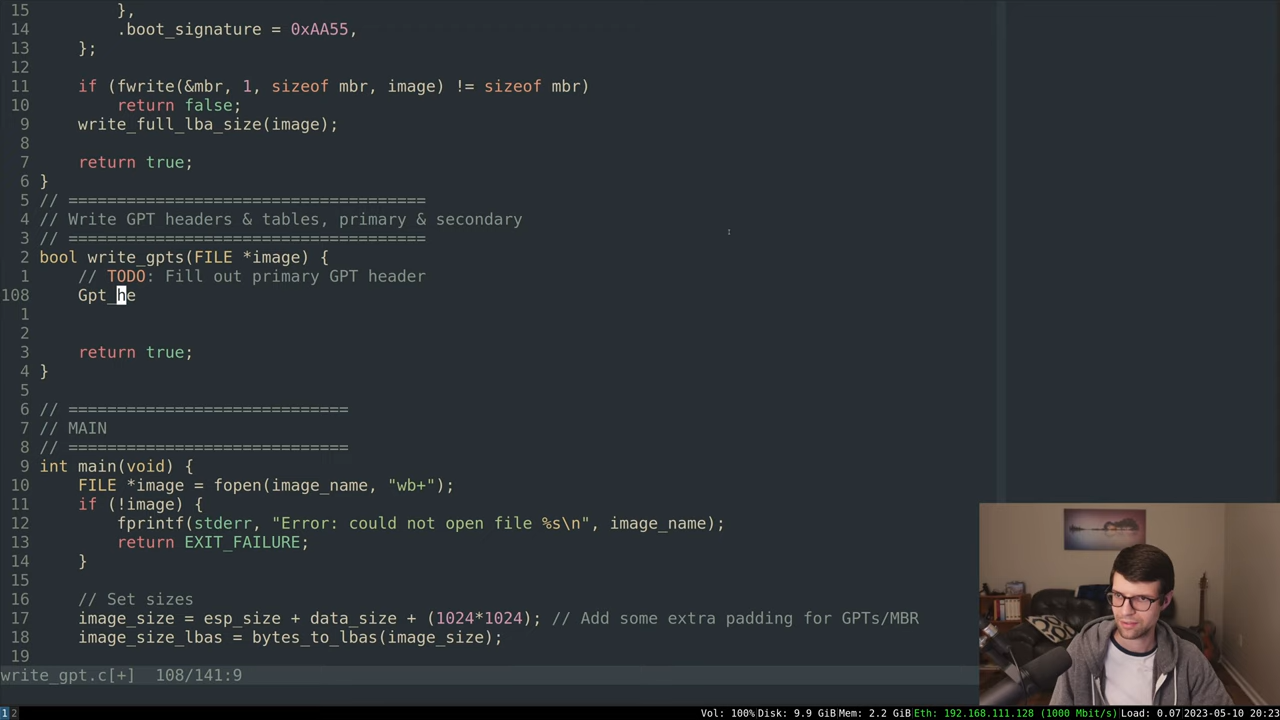 15         },
14         .boot_signature = 0xAA55,
13     };
12
11     if (fwrite(&mbr, 1, sizeof mbr, image) != sizeof mbr)
10         return false;
9     write_full_lba_size(image);
8
7     return true;
6 }
5 // =====================================
4 // Write GPT headers & tables, primary & secondary
3 // =====================================
2 bool write_gpts(FILE *image) {
1     // TODO: Fill out primary GPT header
108     Gpt_he
1
2
3     return true;
4 }
5
6 // =============================
7 // MAIN
8 // =============================
9 int main(void) {
10     FILE *image = fopen(image_name, "wb+");
11     if (!image) {
12         fprintf(stderr, "Error: could not open file %s\n", image_name);
13         return EXIT_FAILURE;
14     }
15
16     // Set sizes
17     image_size = esp_size + data_size + (1024*1024); // Add some extra padding for GPTs/MBR
18     image_size_lbas = bytes_to_lbas(image_size);
19
write_gpt.c[+]  108/141:9
1 2 Vol: 100% Disk: 9.9 GiB Mem: 2.2 GiB Eth: 192.168.111.128 (1000 Mbit/s) Load: 0.07 2023-05-10 20:23